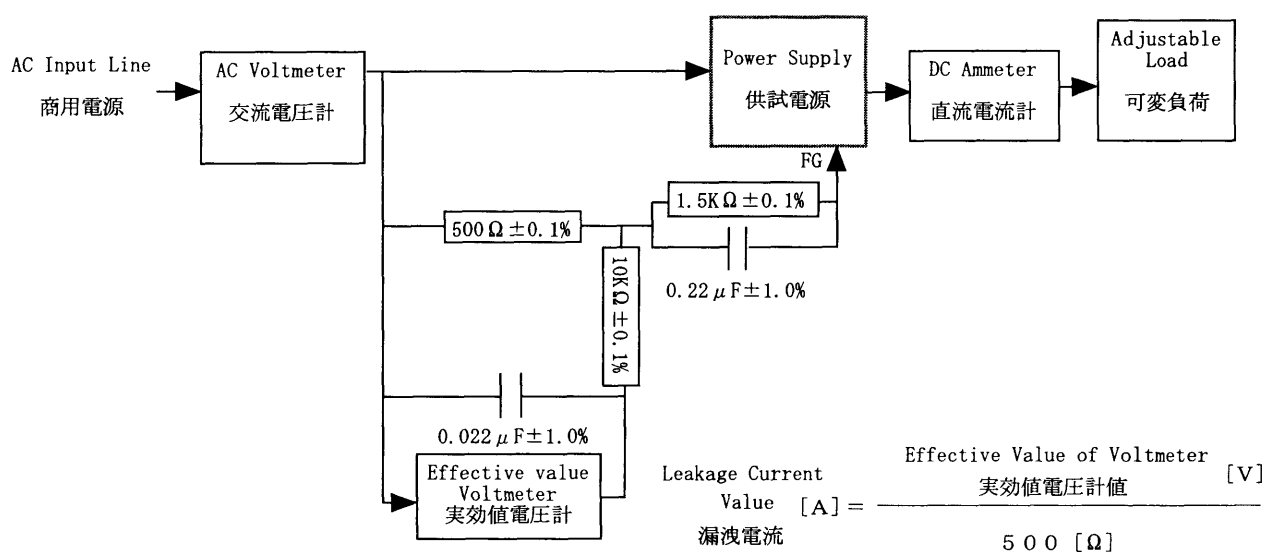 AC Input Line
商用電源
AC Voltmeter
交流電圧計
Power Supply
供試電源
DC Ammeter
直流電流計
Adjustable
Load
可変負荷
FG
1.5KΩ±0.1%
500Ω±0.1%
10KΩ±0.1%
0.22μF±1.0%
0.022μF±1.0%
Effective value
Voltmeter
実効値電圧計
Leakage Current
Value [A]=
漏洩電流
Effective Value of Voltmeter [V]
実効値電圧計値
500 [Ω]